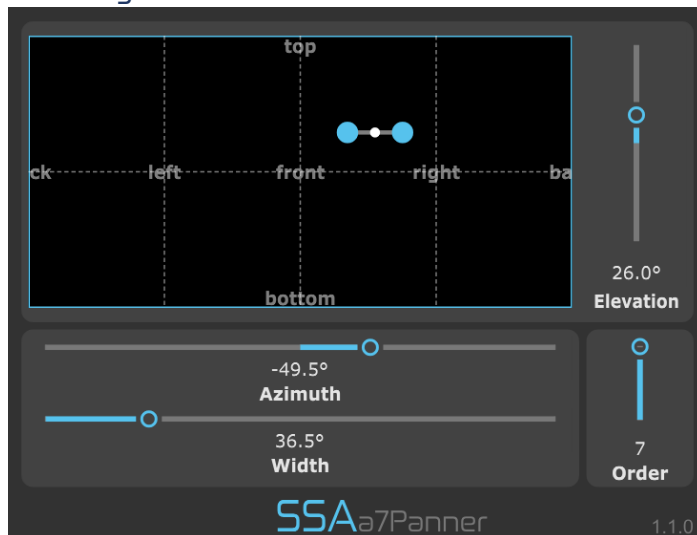 top
ck left front right ba
bottom
26.0°
Elevation
-49.5°
Azimuth
36.5°
Width
7
Order
SSAa7Panner
1.1.0